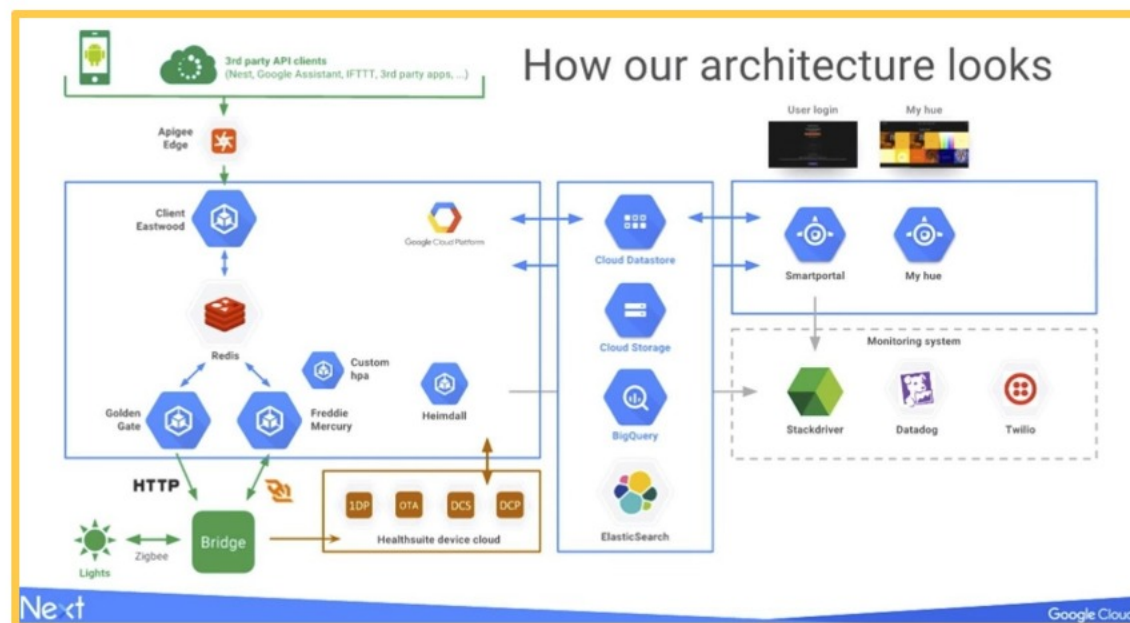 How our architecture looks
3rd party API clients
(Nest, Google Assistant, IFTTT, 3rd party apps, ...)
User login
My hue
Apigee
Edge
Client
Eastwood
Google Cloud Platform
Redis
Custom
hpa
Golden
Gate
Freddie
Mercury
Heimdall
HTTP
Bridge
Zigbee
Lights
1DP
OTA
DCS
DCP
Healthsuite device cloud
Cloud Datastore
Cloud Storage
BigQuery
ElasticSearch
Smartportal
My hue
Monitoring system
Stackdriver
Datadog
Twilio
Next
Google Cloud